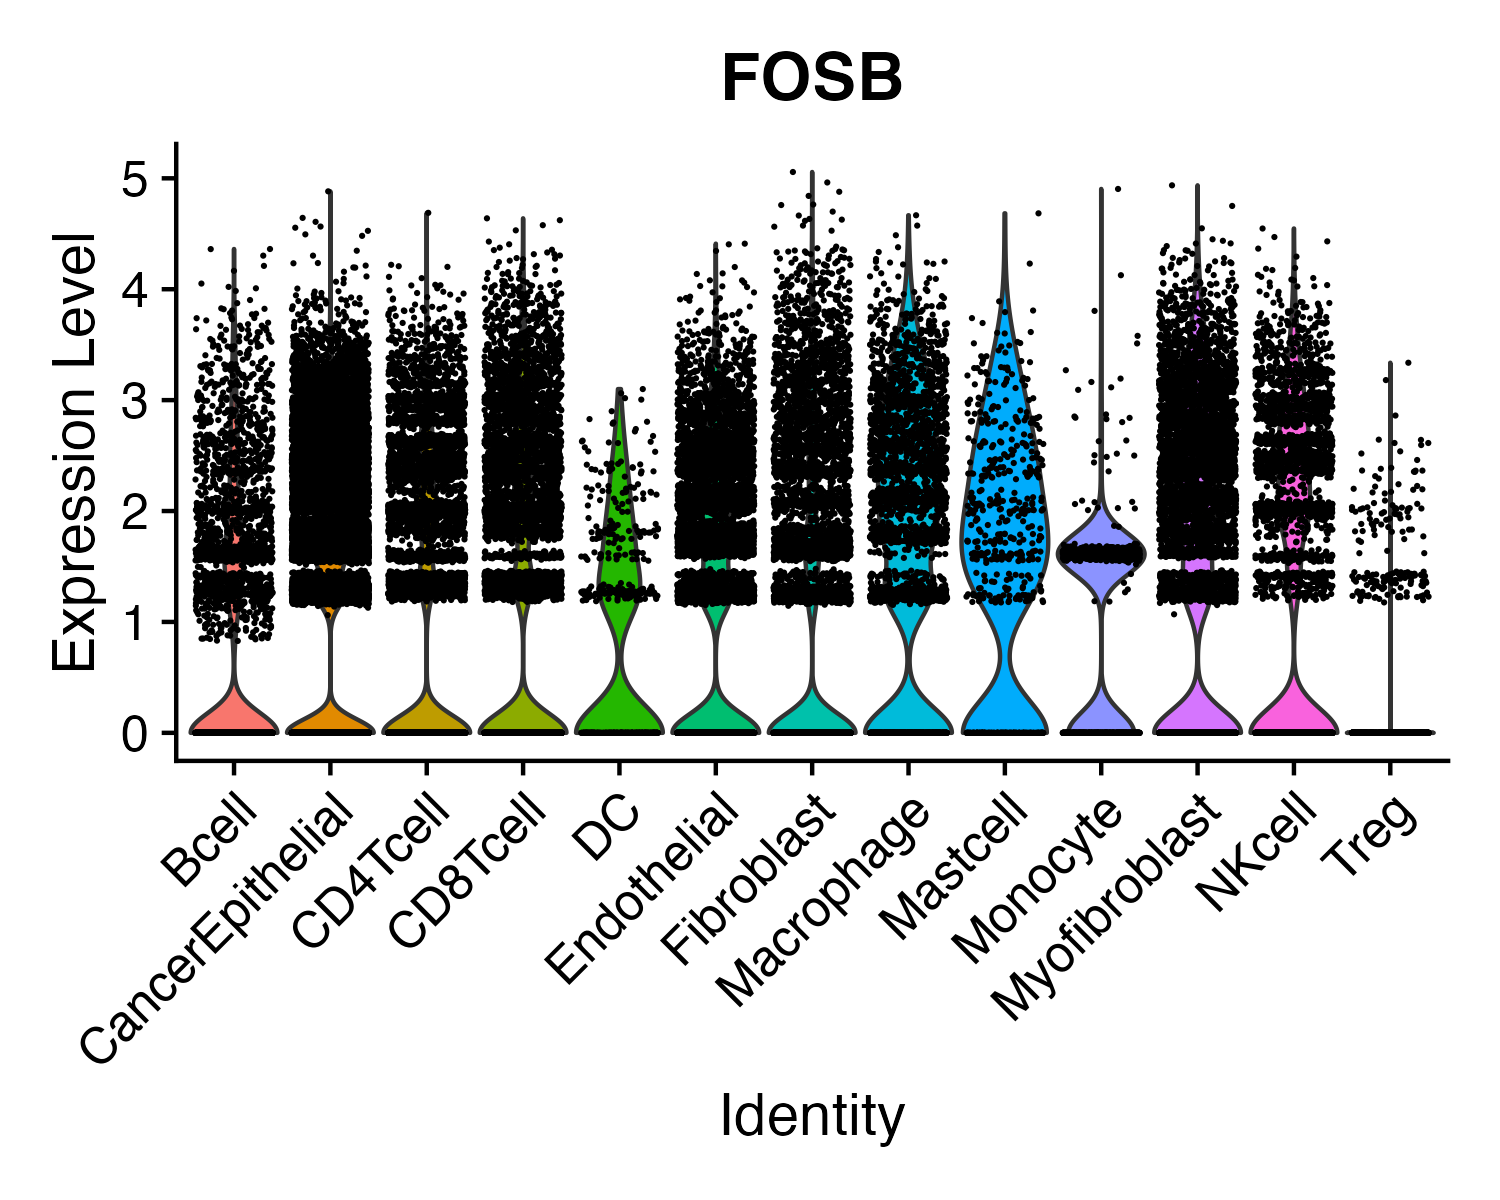 FOSB
Expression Level
5
4
3
2
1
0
Bcell
CancerEpithelial
CD4Tcell
CD8Tcell
DC
Endothelial
Fibroblast
Macrophage
Mastcell
Monocyte
Myofibroblast
NKcell
Treg
Identity